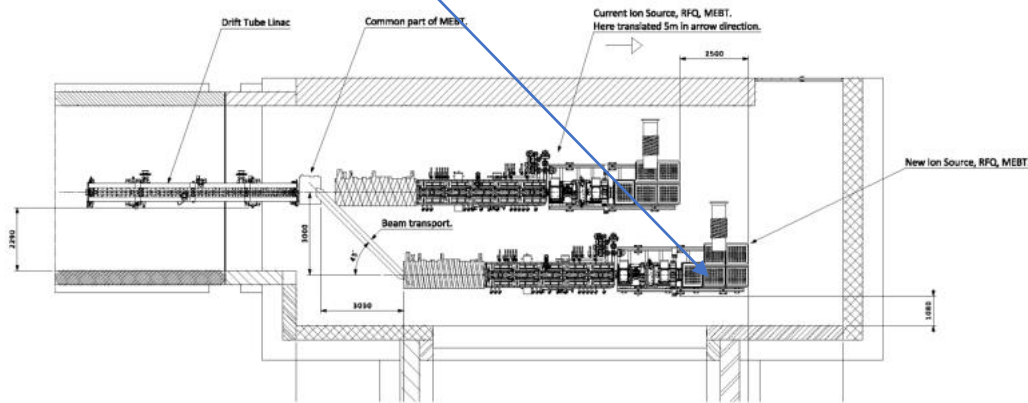 Drift Tube Linac
Common part of MEBT.
Current Ion Source, RFQ, MEBT.
Here translated 5m in arrow direction.
2500
New Ion Source, RFQ, MEBT
Beam transport.
3000
45°
2290
3050
1080